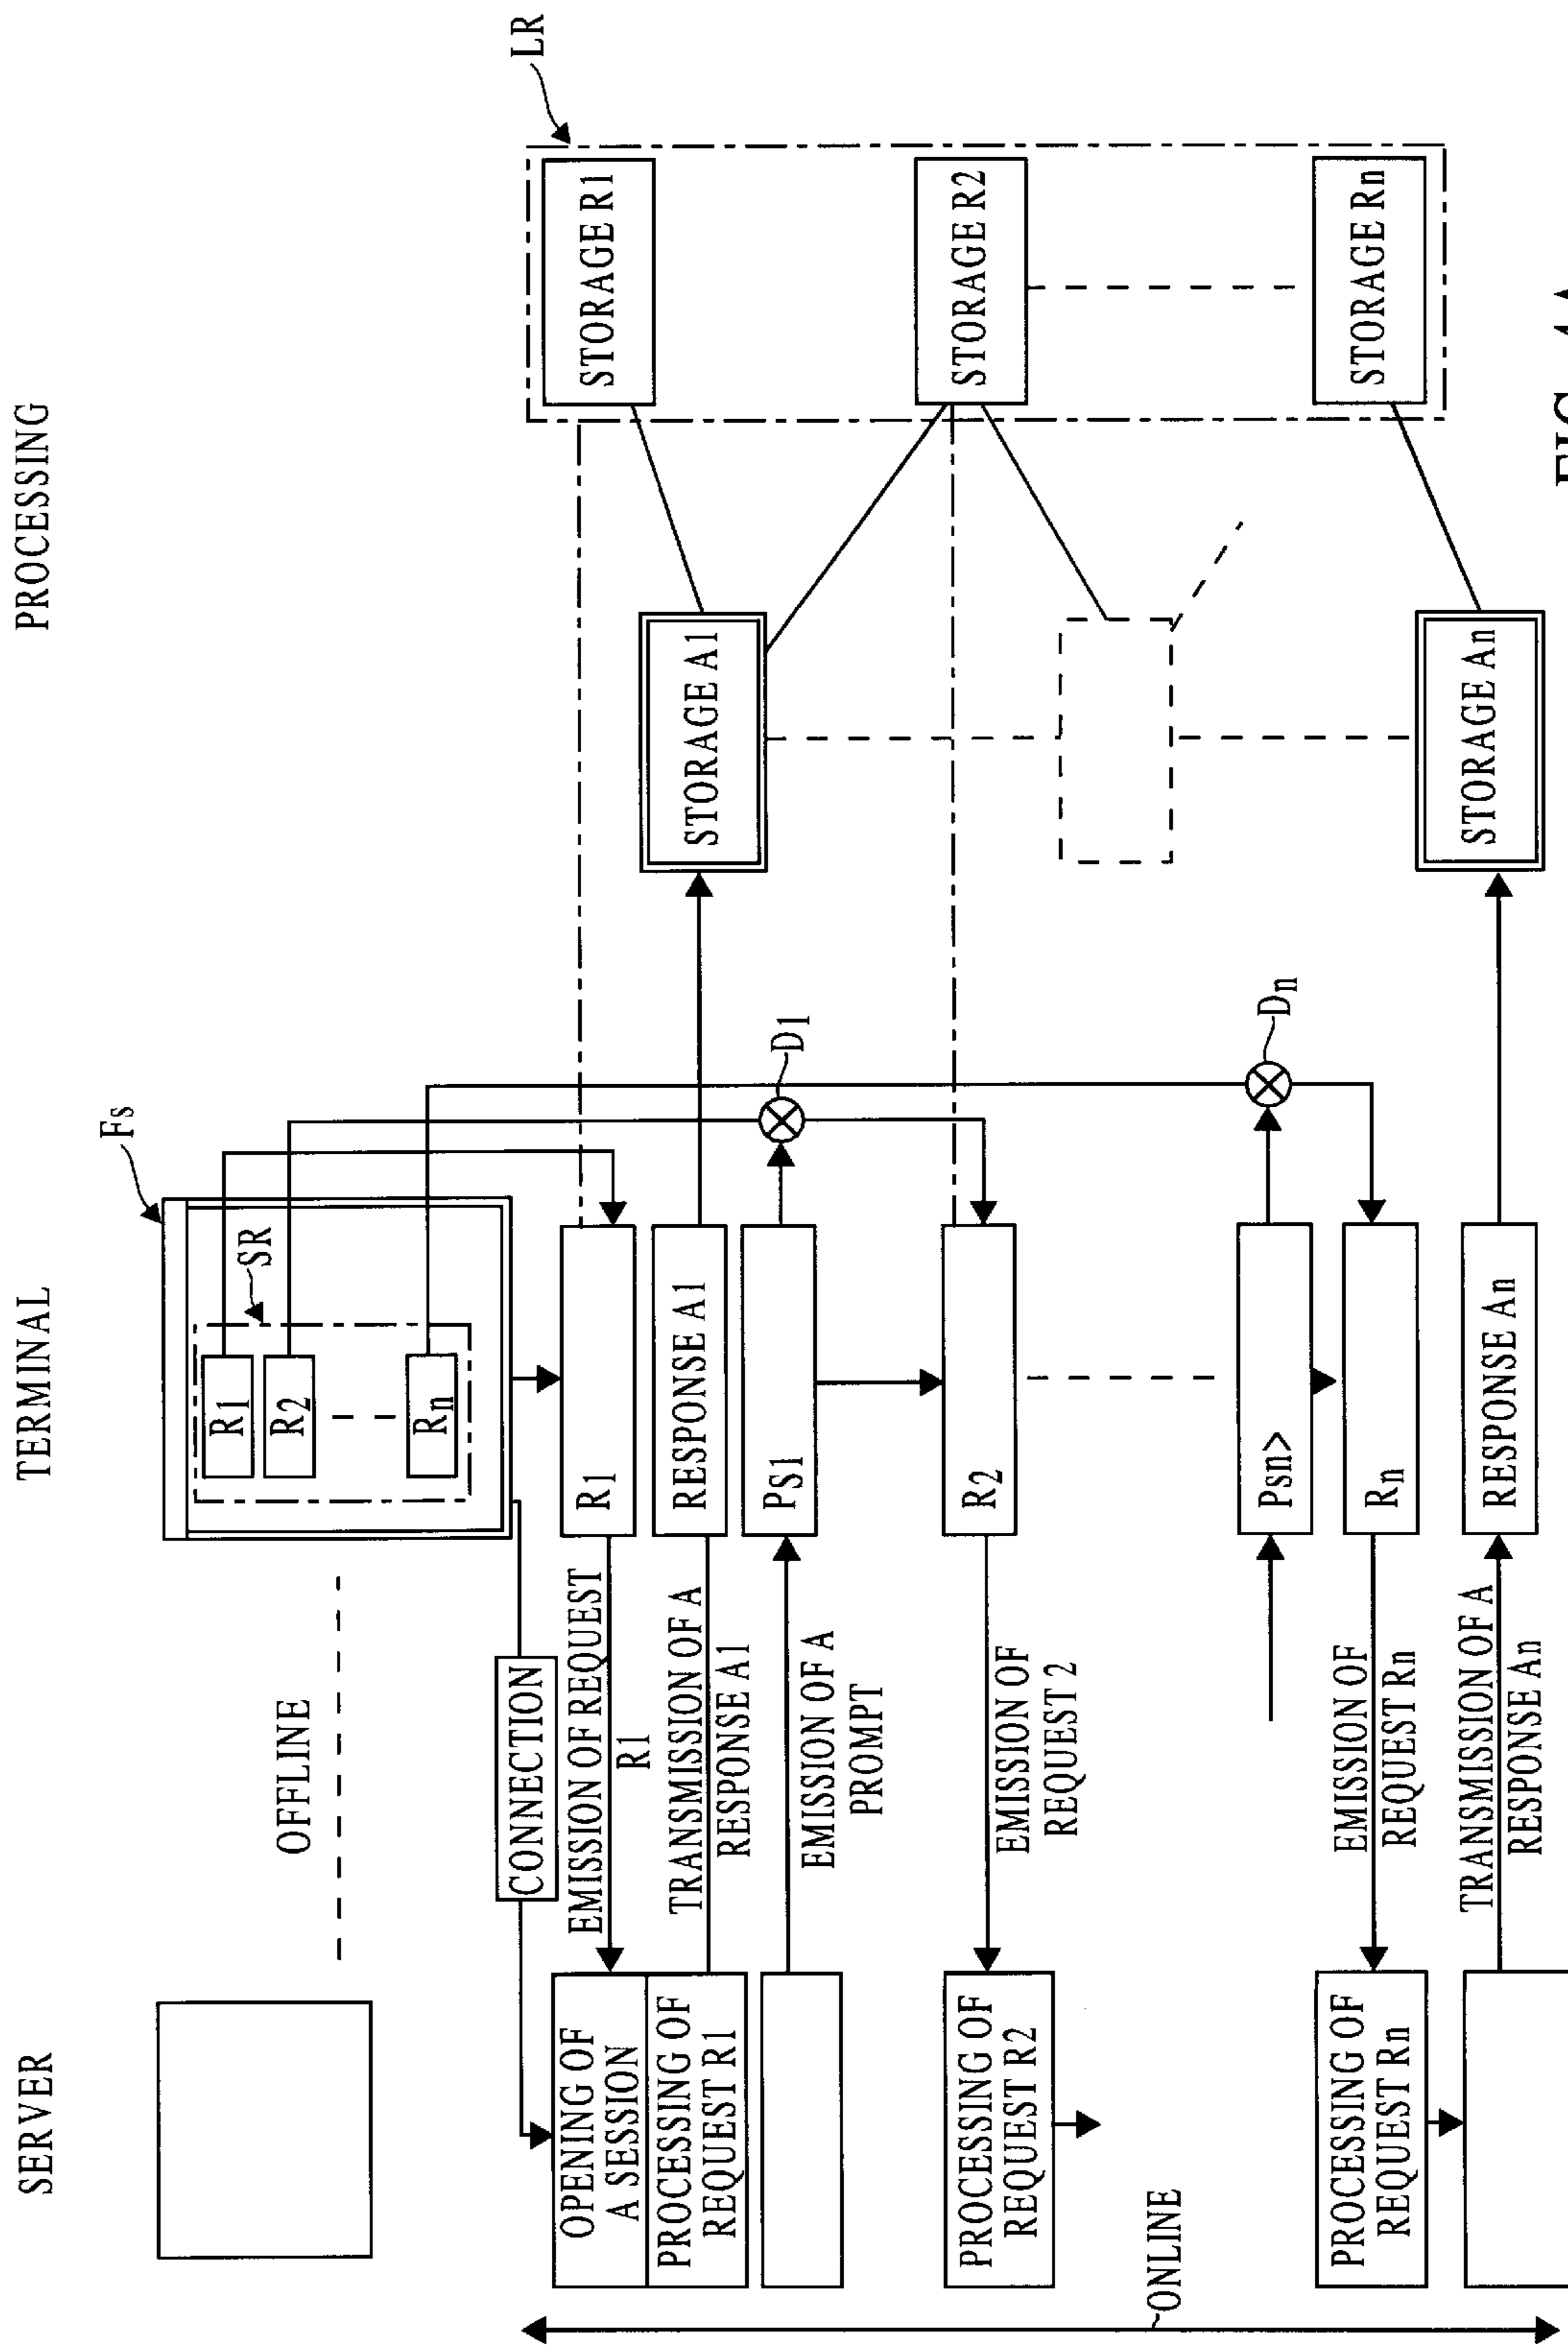 SERVER
TERMINAL
PROCESSING
OFFLINE
Fs
SR
R1
R2
Rn
CONNECTION
LR
OPENING OF
A SESSION
EMISSION OF REQUEST
R1
R1
STORAGE R1
PROCESSING OF
REQUEST R1
TRANSMISSION OF A
RESPONSE A1
RESPONSE A1
STORAGE A1
EMISSION OF A
PROMPT
PS1
D1
PROCESSING OF
REQUEST R2
EMISSION OF
REQUEST 2
R2
STORAGE R2
ONLINE
Psn>
Dn
PROCESSING OF
REQUEST Rn
EMISSION OF
REQUEST Rn
Rn
STORAGE Rn
TRANSMISSION OF A
RESPONSE An
RESPONSE An
STORAGE An